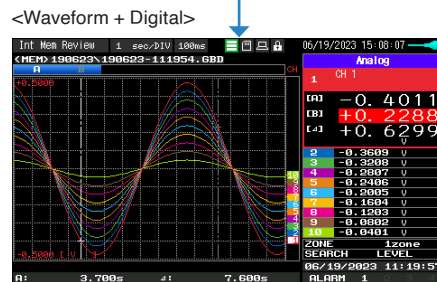 <Waveform + Digital>
Int Mem Review 1 sec/DIV 100ms
06/19/2023 15:08:07
<MEM>190623\190623-111954.GBD
Analog
A
CH
1 CH 1
+0.5000
[A] -0.4011
[B] +0.2288
[⊿] +0.6299
V
2 -0.3609 V
3 -0.3208 V
4 -0.2807 V
5 -0.2406 V
6 -0.2005 V
7 -0.1604 V
8 -0.1203 V
9 -0.0802 V
10 -0.0401 V
10
-0.5000 [ V ]
ZONE 1zone
SEARCH LEVEL
06/19/2023 11:19:57
A: 3.700s ⊿: 7.600s
ALARM 1